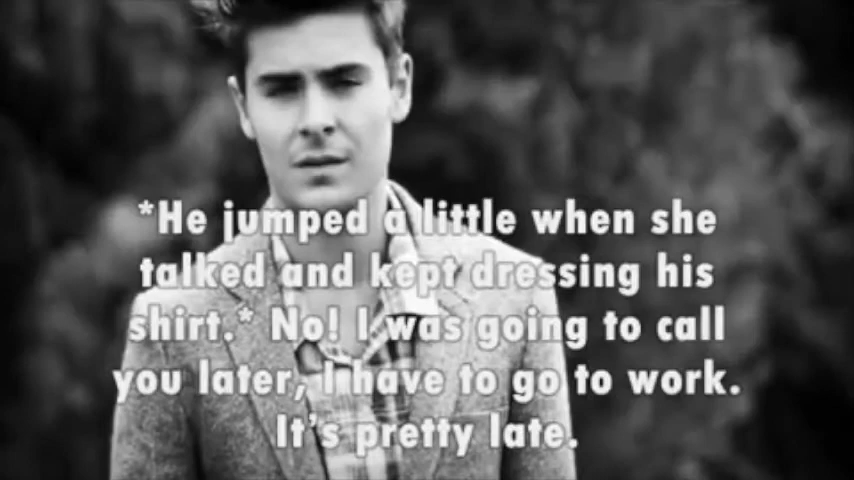 *He jumped a little when she
talked and kept dressing his
shirt.* No! I was going to call
you later, I have to go to work.
It's pretty late.